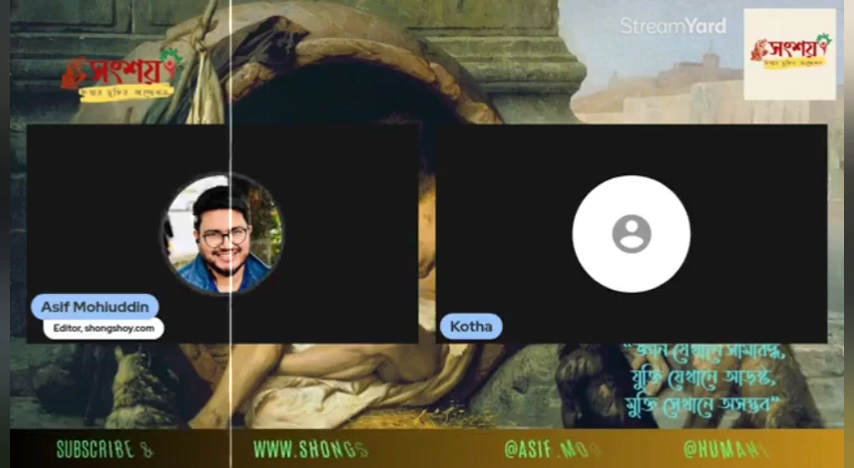 StreamYard
সংশয়
সংশয়
Asif Mohiuddin
Editor, shongshoy.com
Kotha
“জ্ঞান যেখানে সীমাবদ্ধ,
যুক্তি যেখানে আড়ষ্ট,
মুক্তি সেখানে অসম্ভব”
SUBSCRIBE &
WWW.SHONGS
@ASIF.MO
@HUMAN